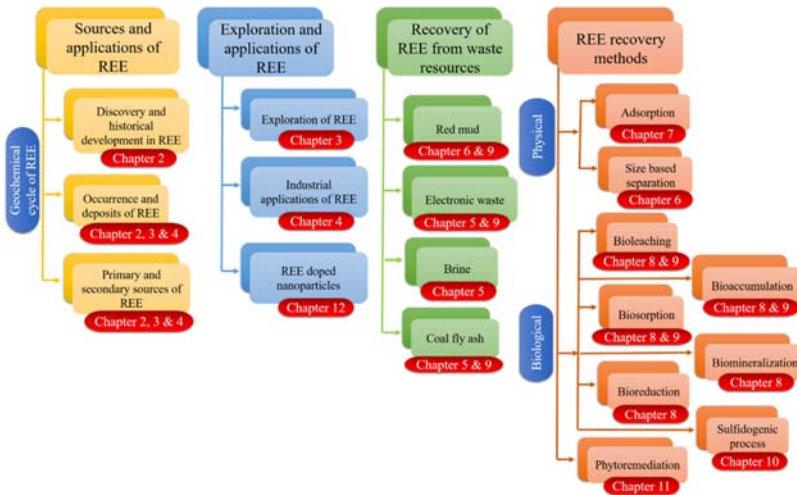 Sources and
applications of
REE
Geochemical
cycle of REE
Discovery and
historical
development in REE
Chapter 2
Occurrence and
deposits of REE
Chapter 2, 3 & 4
Primary and
secondary sources of
REE
Chapter 2, 3 & 4
Exploration and
applications of
REE
Exploration of REE
Chapter 3
Industrial
applications of REE
Chapter 4
REE doped
nanoparticles
Chapter 12
Recovery of
REE from waste
resources
Red mud
Chapter 6 & 9
Electronic waste
Chapter 5 & 9
Brine
Chapter 5
Coal fly ash
Chapter 5 & 9
REE recovery
methods
Physical
Adsorption
Chapter 7
Size based
separation
Chapter 6
Biological
Bioleaching
Chapter 8 & 9
Bioaccumulation
Chapter 8 & 9
Biosorption
Chapter 8 & 9
Biomineralization
Chapter 8
Bioreduction
Chapter 8
Sulfidogenic
process
Chapter 10
Phytoremediation
Chapter 11